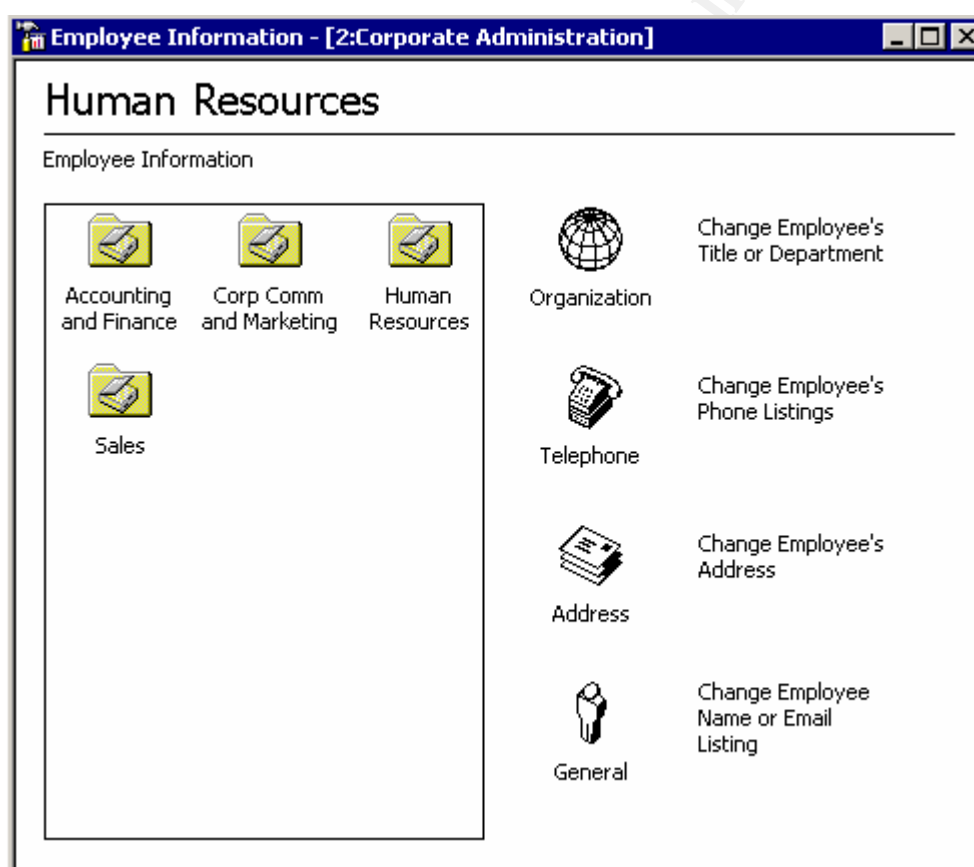 Employee Information - [2:Corporate Administration]
Human Resources
Employee Information
Accounting
and Finance
Corp Comm
and Marketing
Human
Resources
Sales
Organization
Change Employee's
Title or Department
Telephone
Change Employee's
Phone Listings
Address
Change Employee's
Address
General
Change Employee
Name or Email
Listing